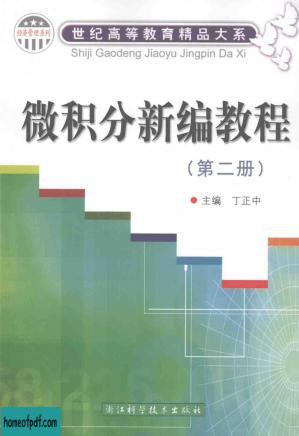 经济管理系列
世纪高等教育精品大系
Shiji Gaodeng Jiaoyu Jingpin Da Xi
微积分新编教程
(第二册)
主编 丁正中
浙江科学技术出版社
homeofpdf.com